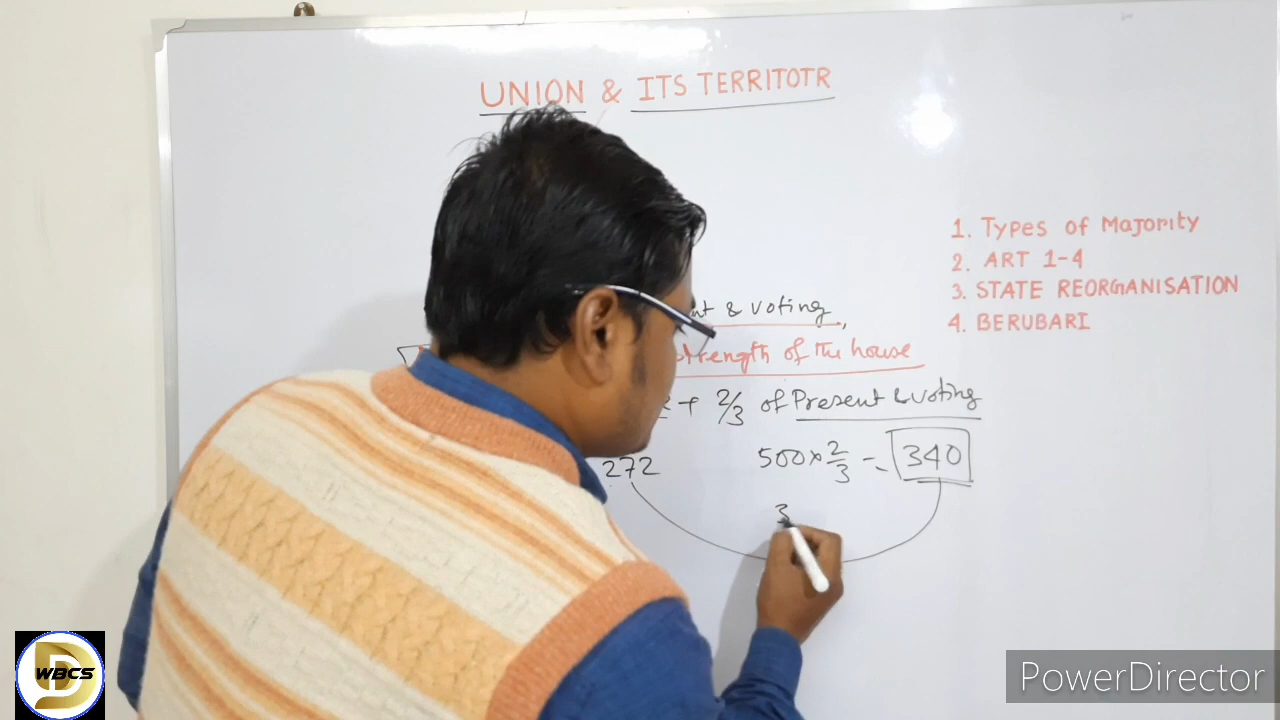 UNION & ITS TERRITOTR
1. Types of Majority
2. ART 1-4
3. STATE REORGANISATION
4. BERUBARI
& voting,
strength of the house
+ 2/3 of Present & voting
272 500 × 2/3 = 340
3
WBCS
PowerDirector